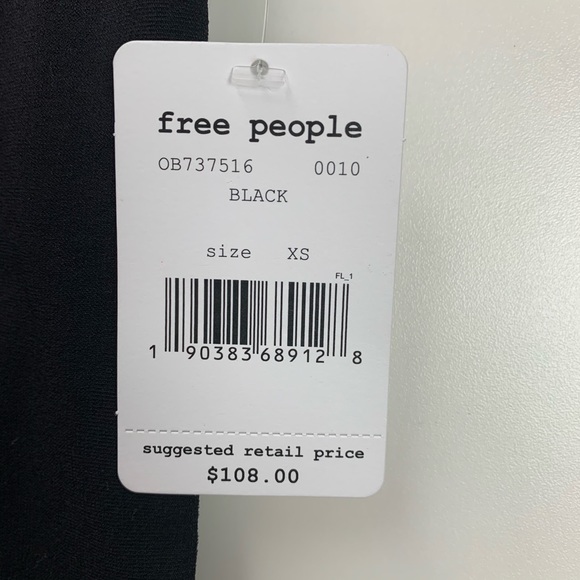 free people
OB737516 0010
BLACK
size XS
FL_1
1 90383 68912 8
suggested retail price
$108.00